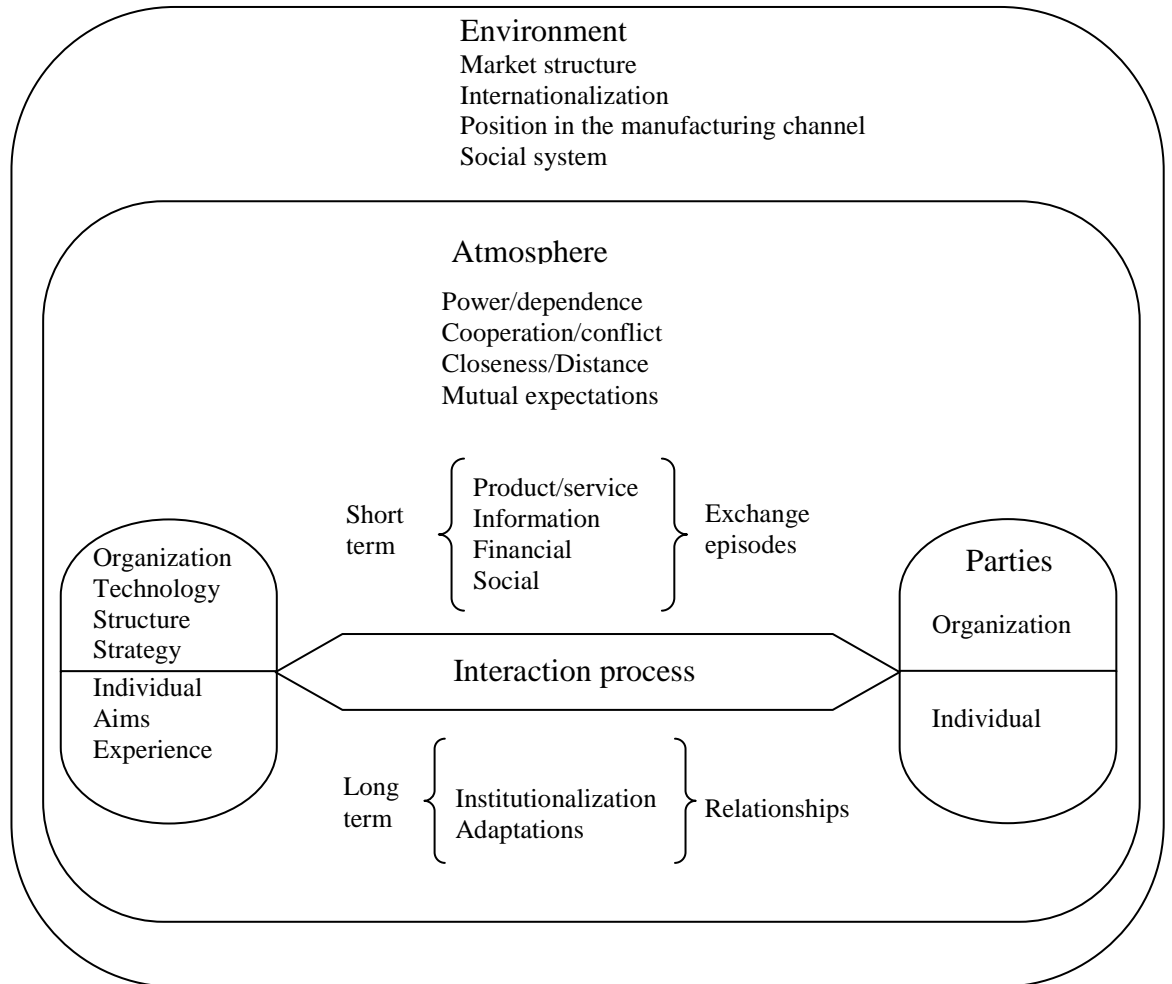 Environment
Market structure
Internationalization
Position in the manufacturing channel
Social system
Atmosphere
Power/dependence
Cooperation/conflict
Closeness/Distance
Mutual expectations
Short
term
Product/service
Information
Financial
Social
Exchange
episodes
Organization
Technology
Structure
Strategy
Individual
Aims
Experience
Interaction process
Parties
Organization
Individual
Long
term
Institutionalization
Adaptations
Relationships